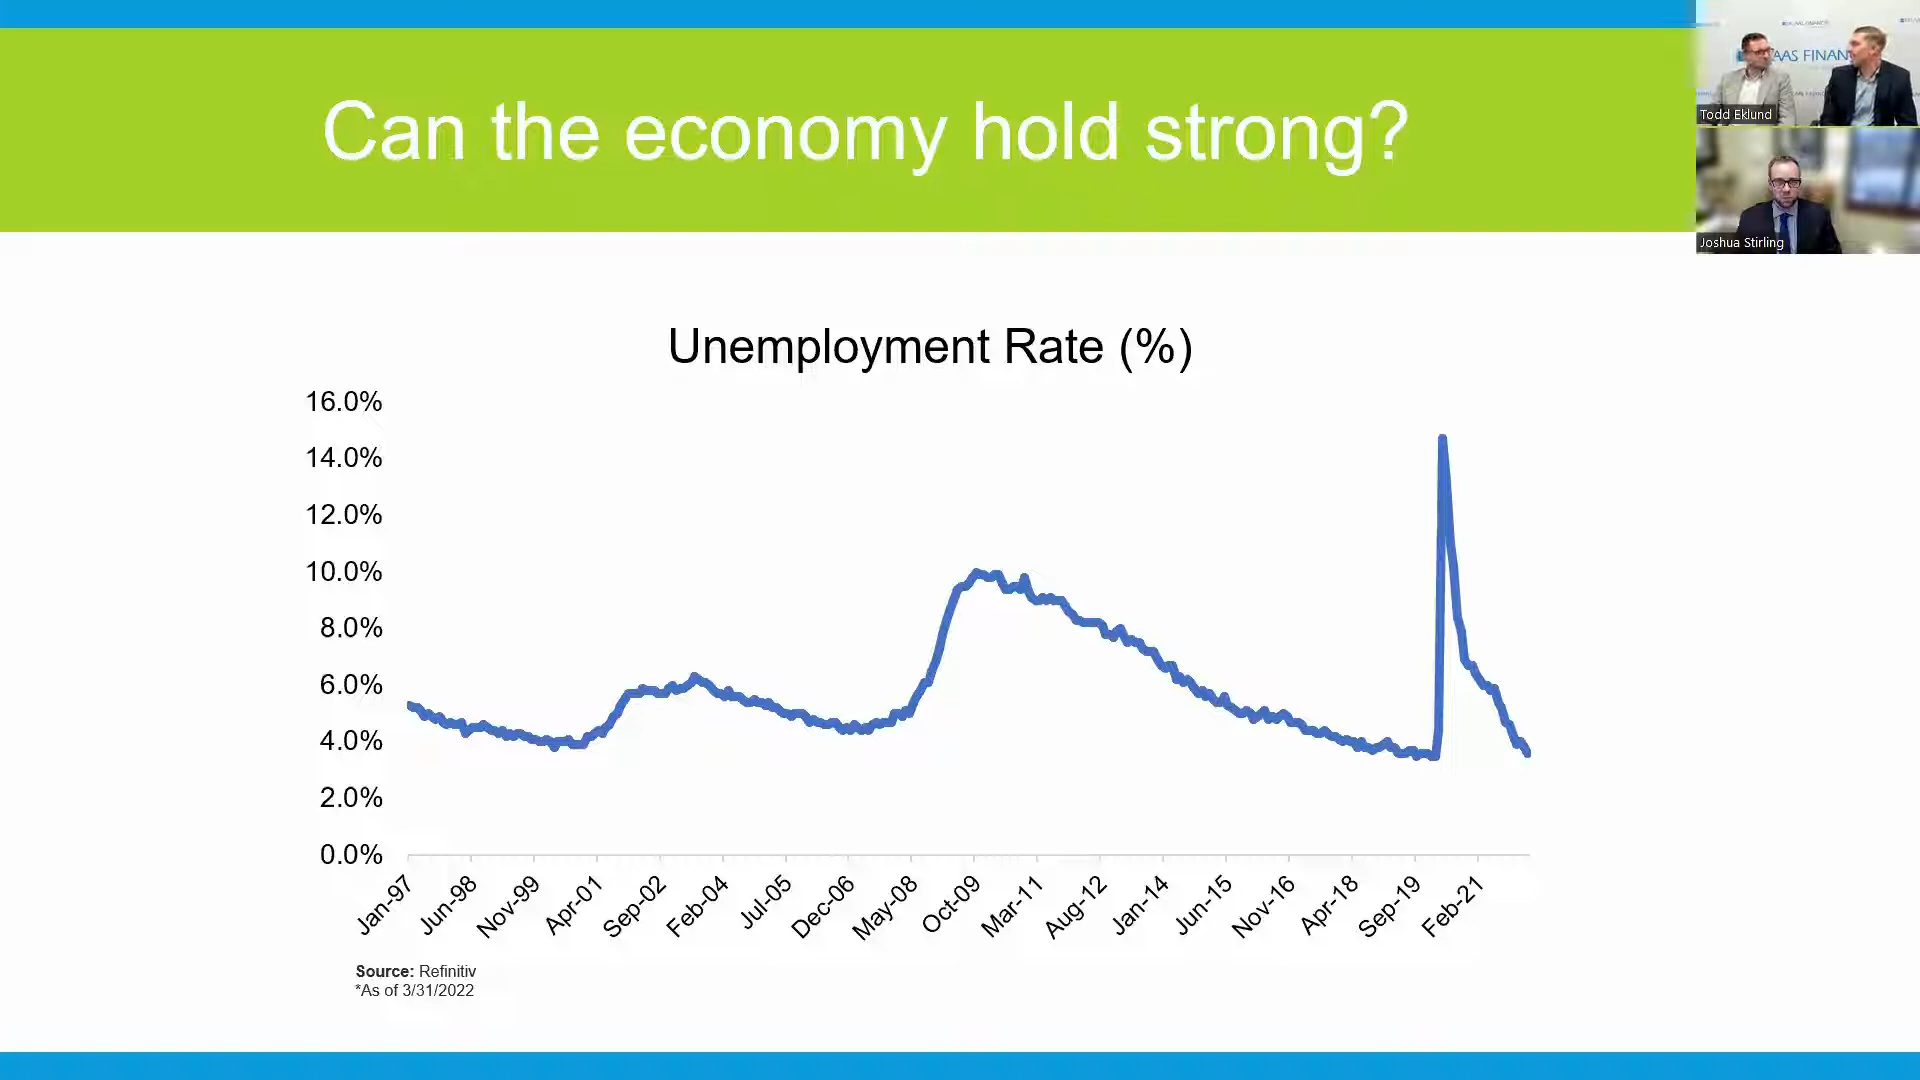 Can the economy hold strong?
AAS FINAN
Todd Eklund
Joshua Stirling
Unemployment Rate (%)
16.0%
14.0%
12.0%
10.0%
8.0%
6.0%
4.0%
2.0%
0.0%
Jan-97
Jun-98
Nov-99
Apr-01
Sep-02
Feb-04
Jul-05
Dec-06
May-08
Oct-09
Mar-11
Aug-12
Jan-14
Jun-15
Nov-16
Apr-18
Sep-19
Feb-21
Source: Refinitiv
*As of 3/31/2022